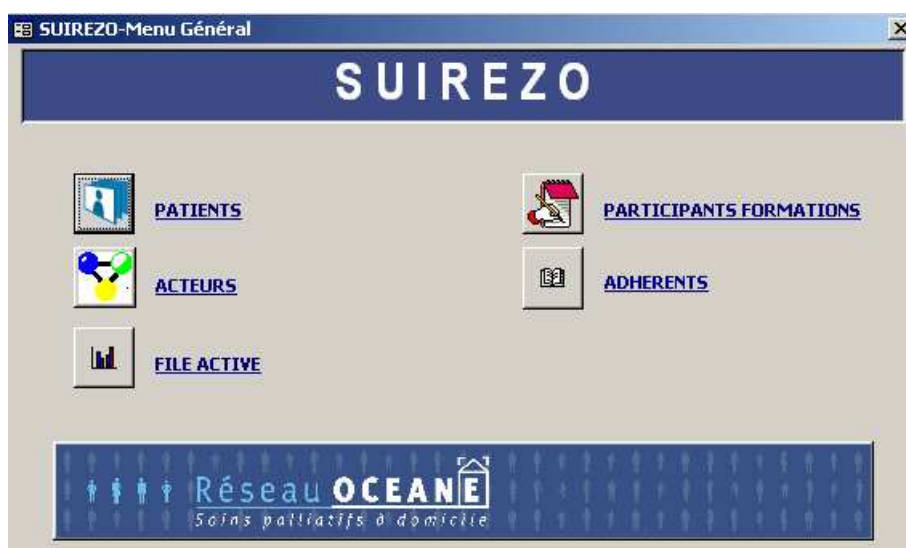 SUIREZO-Menu Général
SUIREZO
PATIENTS
PARTICIPANTS FORMATIONS
ACTEURS
ADHERENTS
FILE ACTIVE
Réseau OCEANE
Soins palliatifs à domicile